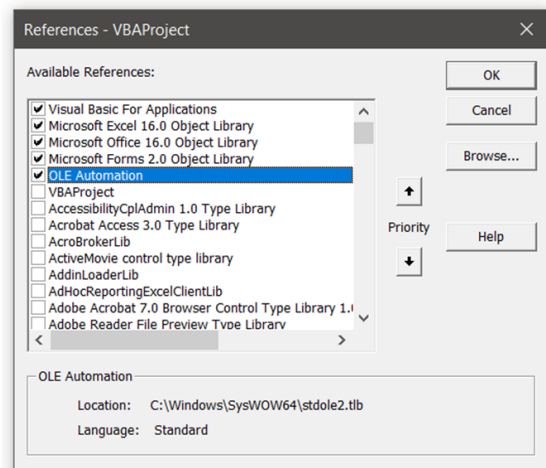 References - VBAProject
Available References:
Visual Basic For Applications
Microsoft Excel 16.0 Object Library
Microsoft Office 16.0 Object Library
Microsoft Forms 2.0 Object Library
OLE Automation
VBAProject
AccessibilityCplAdmin 1.0 Type Library
Acrobat Access 3.0 Type Library
AcroBrokerLib
ActiveMovie control type library
AddinLoaderLib
AdHocReportingExcelClientLib
Adobe Acrobat 7.0 Browser Control Type Library 1.
Adobe Reader File Preview Type Library
OK
Cancel
Browse...
Priority
Help
OLE Automation
Location: C:\Windows\SysWOW64\stdole2.tlb
Language: Standard